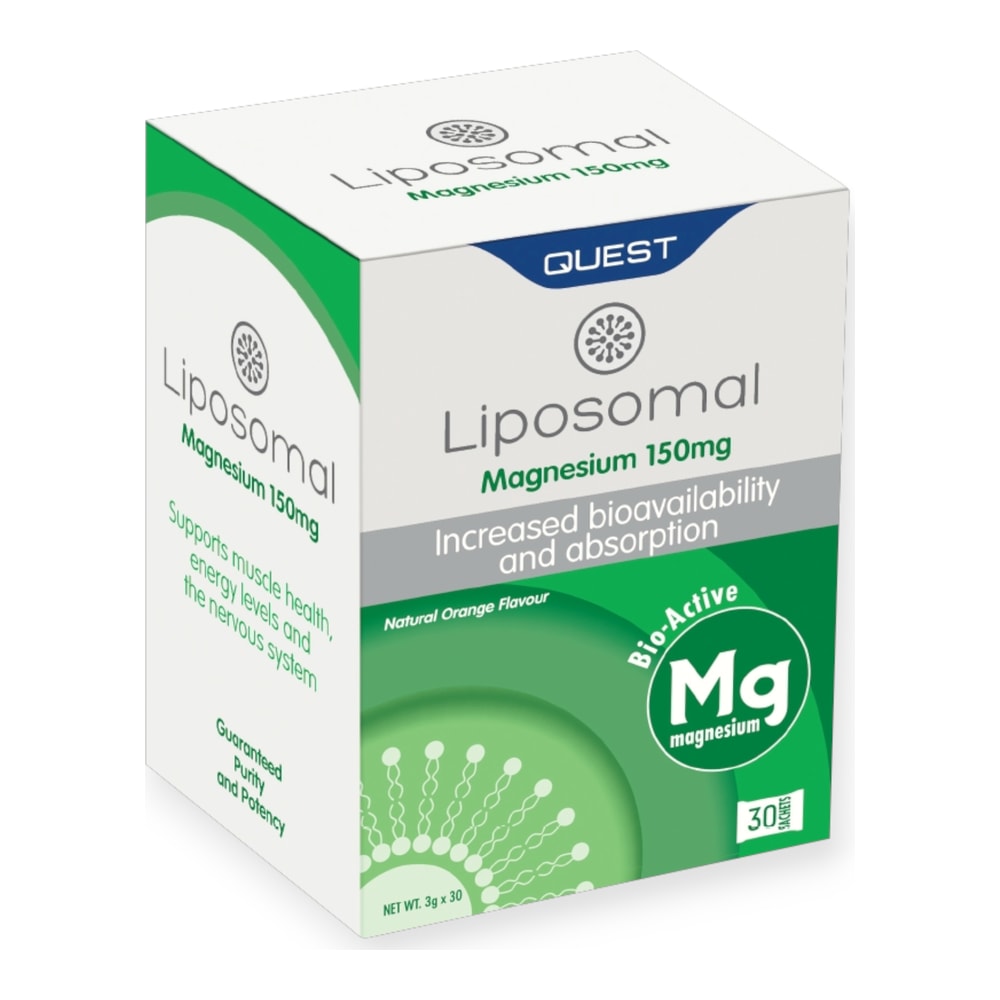 Liposomal
Magnesium 150mg
QUEST
Liposomal
Magnesium 150mg
Increased bioavailability
and absorption
Natural Orange Flavour
Bio-Active
Mg
magnesium
30 SACHETS
NET WT. 3g x 30
Liposomal
Magnesium 150mg
Supports muscle health,
energy levels and
the nervous system
Guaranteed
Purity
and Potency